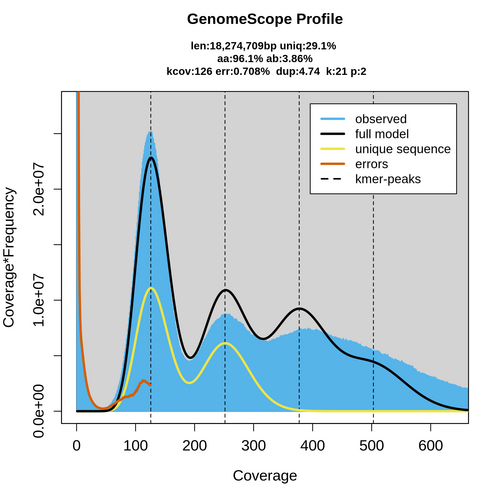 GenomeScope Profile
len:18,274,709bp uniq:29.1%
aa:96.1% ab:3.86%
kcov:126 err:0.708% dup:4.74 k:21 p:2
observed
full model
unique sequence
errors
kmer-peaks
Coverage*Frequency
2.0e+07
1.0e+07
0.0e+00
0 100 200 300 400 500 600
Coverage